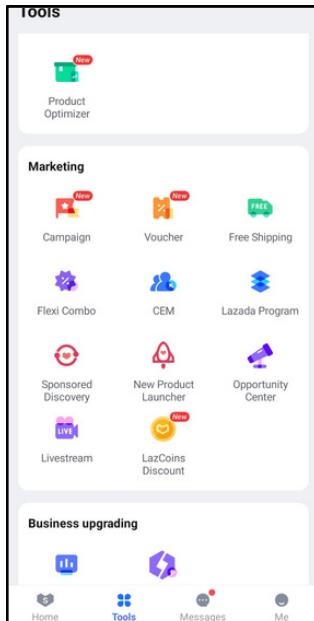 Tools
New
Product
Optimizer
Marketing
New
New
FREE
Campaign
Voucher
Free Shipping
Flexi Combo
CEM
Lazada Program
Sponsored
Discovery
New Product
Launcher
Opportunity
Center
LIVE
New
Livestream
LazCoins
Discount
Business upgrading
S
Home
Tools
Messages
Me